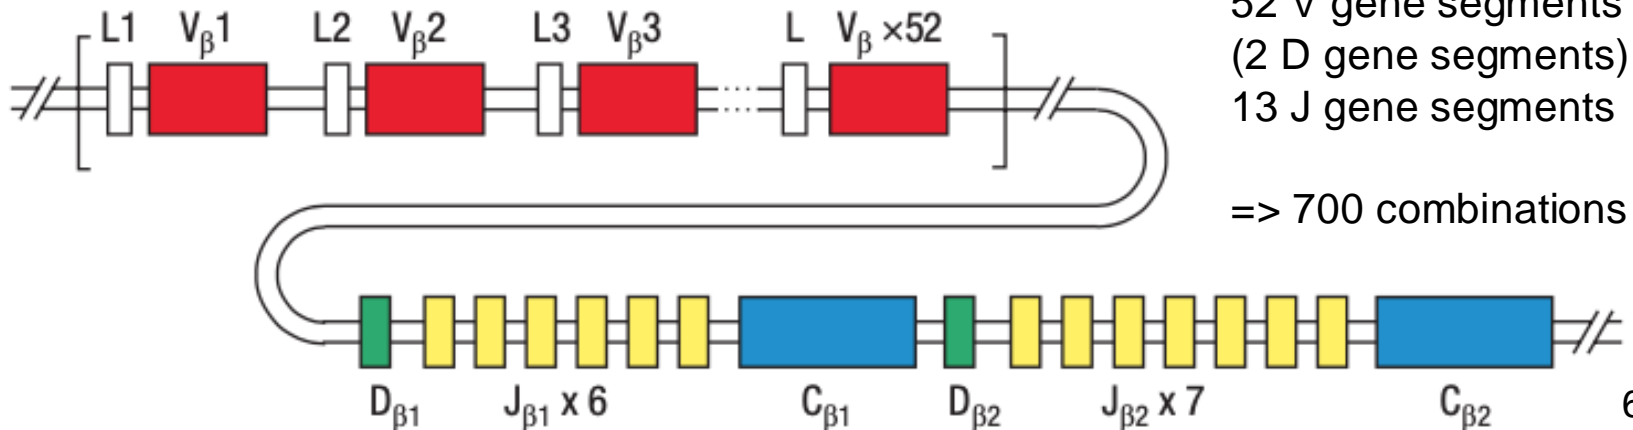 L1 Vβ1 L2 Vβ2 L3 Vβ3 L Vβ ×52
52 V gene segments
(2 D gene segments)
13 J gene segments
=> 700 combinations
Dβ1 Jβ1 x 6 Cβ1 Dβ2 Jβ2 x 7 Cβ2